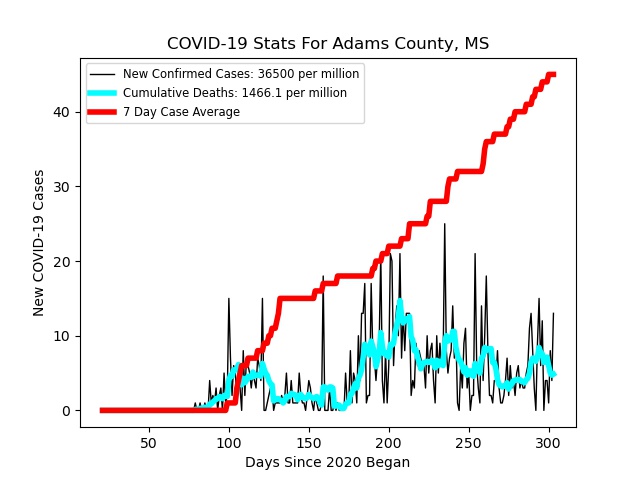 COVID-19 Stats For Adams County, MS
New Confirmed Cases: 36500 per million
Cumulative Deaths: 1466.1 per million
7 Day Case Average
New COVID-19 Cases
40
30
20
10
0
50 100 150 200 250 300
Days Since 2020 Began